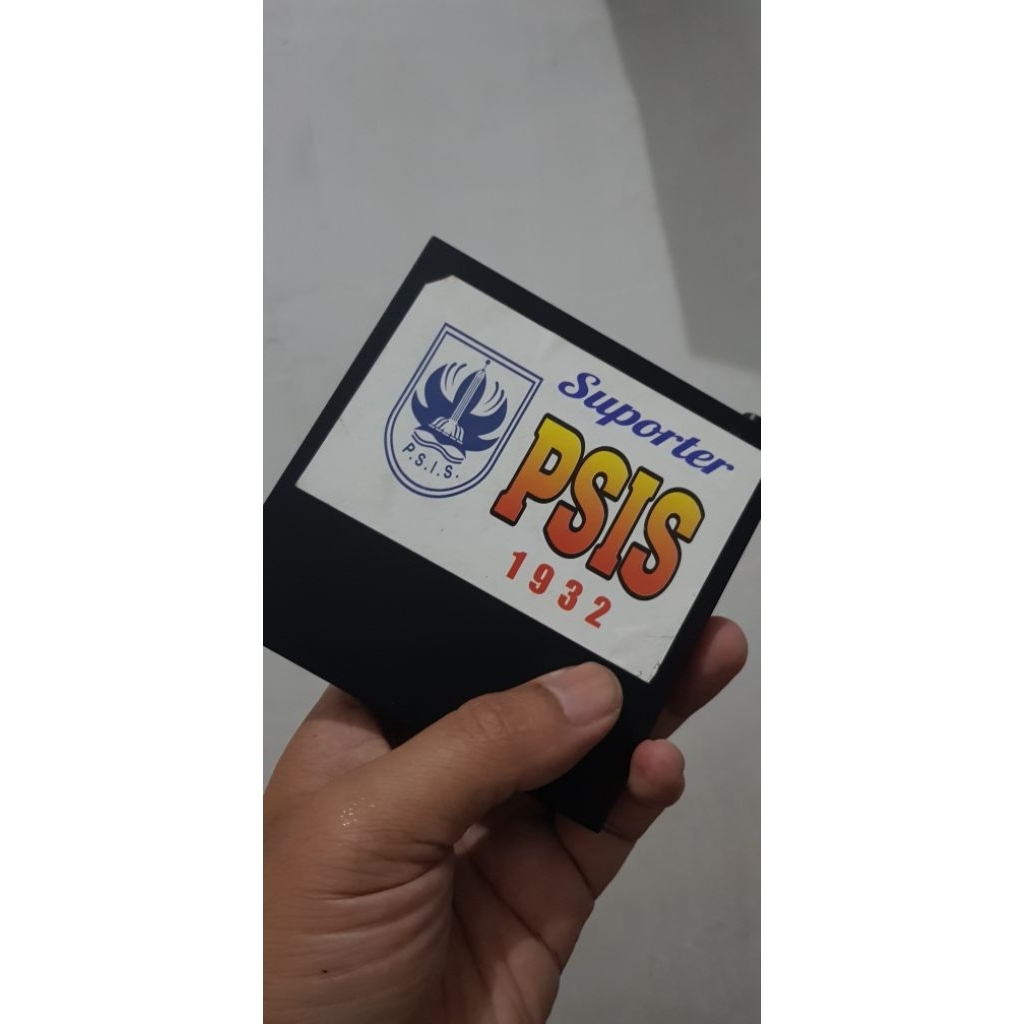 P.S.I.S.
Suporter
PSIS
1932